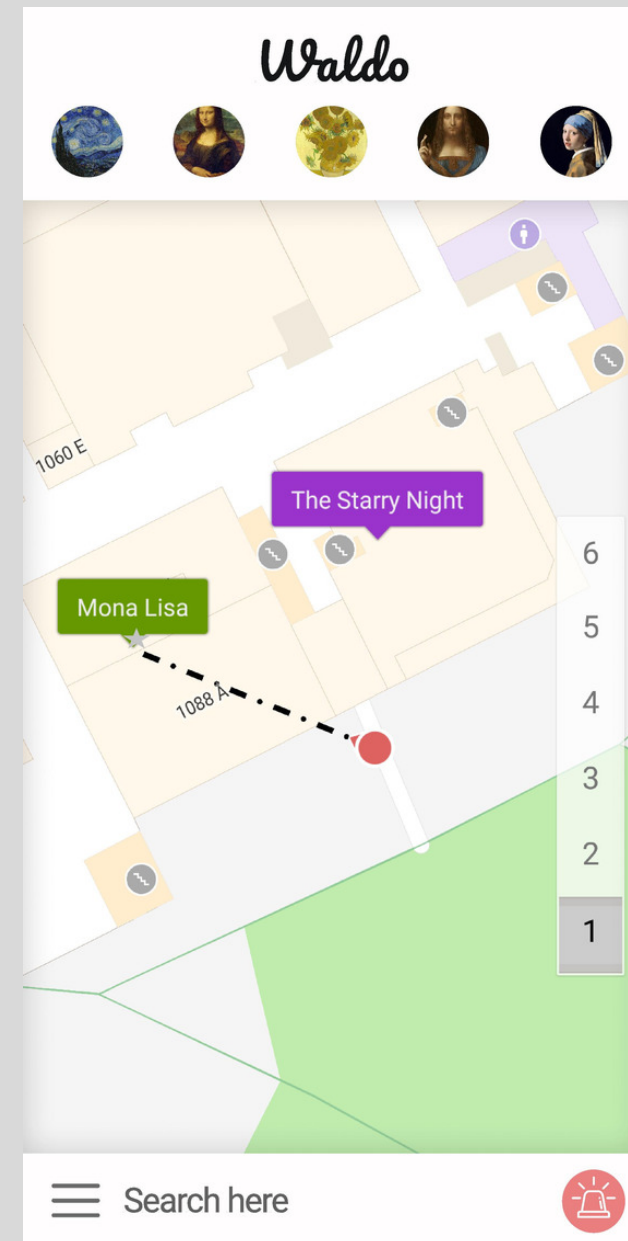 Waldo
1060 E
The Starry Night
6
Mona Lisa
5
1088 A
4
3
2
1
Search here